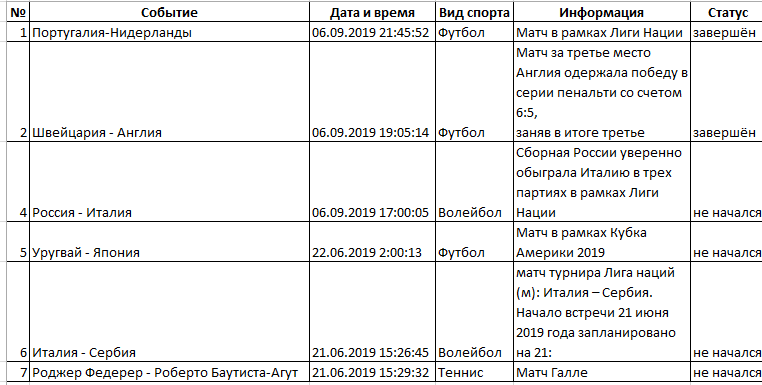 № Событие Дата и время Вид спорта Информация Статус
1 Португалия-Нидерланды 06.09.2019 21:45:52 Футбол Матч в рамках Лиги Нации завершён
Матч за третье место
Англия одержала победу в
серии пенальти со счетом
6:5,
2 Швейцария - Англия 06.09.2019 19:05:14 Футбол заняв в итоге третье завершён
Сборная России уверенно
обыграла Италию в трех
партиях в рамках Лиги
4 Россия - Италия 06.09.2019 17:00:05 Волейбол Нации не начался
Матч в рамках Кубка
5 Уругвай - Япония 22.06.2019 2:00:13 Футбол Америки 2019 не начался
матч турнира Лига наций
(м): Италия – Сербия.
Начало встречи 21 июня
2019 года запланировано
6 Италия - Сербия 21.06.2019 15:26:45 Волейбол на 21: не начался
7 Роджер Федерер - Роберто Баутиста-Агут 21.06.2019 15:29:32 Теннис Матч Галле не начался